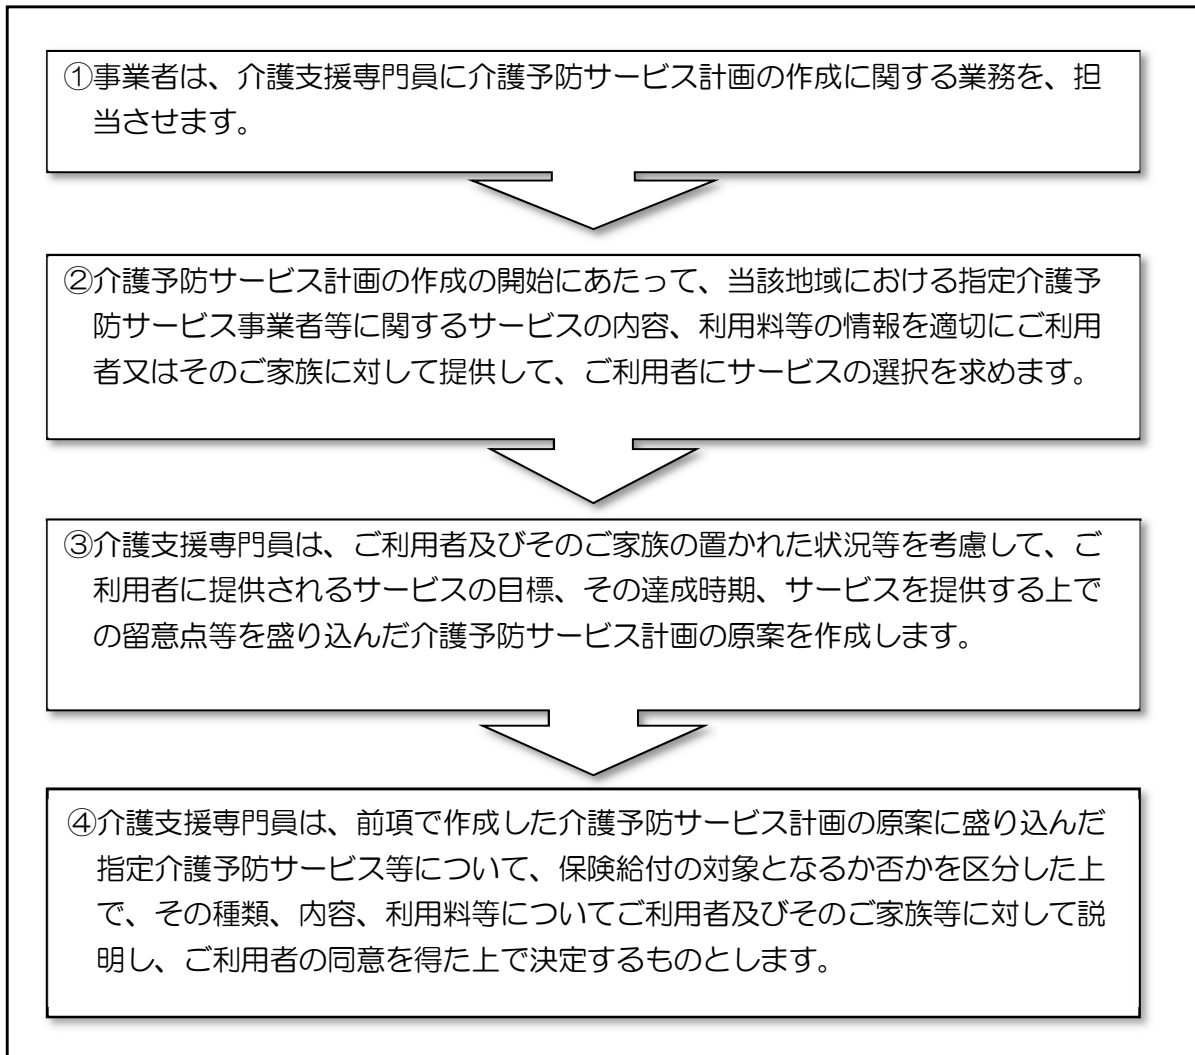 ①事業者は、介護支援専門員に介護予防サービス計画の作成に関する業務を、担
当させます。
②介護予防サービス計画の作成の開始にあたって、当該地域における指定介護予
防サービス事業者等に関するサービスの内容、利用料等の情報を適切にご利用
者又はそのご家族に対して提供して、ご利用者にサービスの選択を求めます。
③介護支援専門員は、ご利用者及びそのご家族の置かれた状況等を考慮して、ご
利用者に提供されるサービスの目標、その達成時期、サービスを提供する上で
の留意点等を盛り込んだ介護予防サービス計画の原案を作成します。
④介護支援専門員は、前項で作成した介護予防サービス計画の原案に盛り込んだ
指定介護予防サービス等について、保険給付の対象となるか否かを区分した上
で、その種類、内容、利用料等についてご利用者及びそのご家族等に対して説
明し、ご利用者の同意を得た上で決定するものとします。